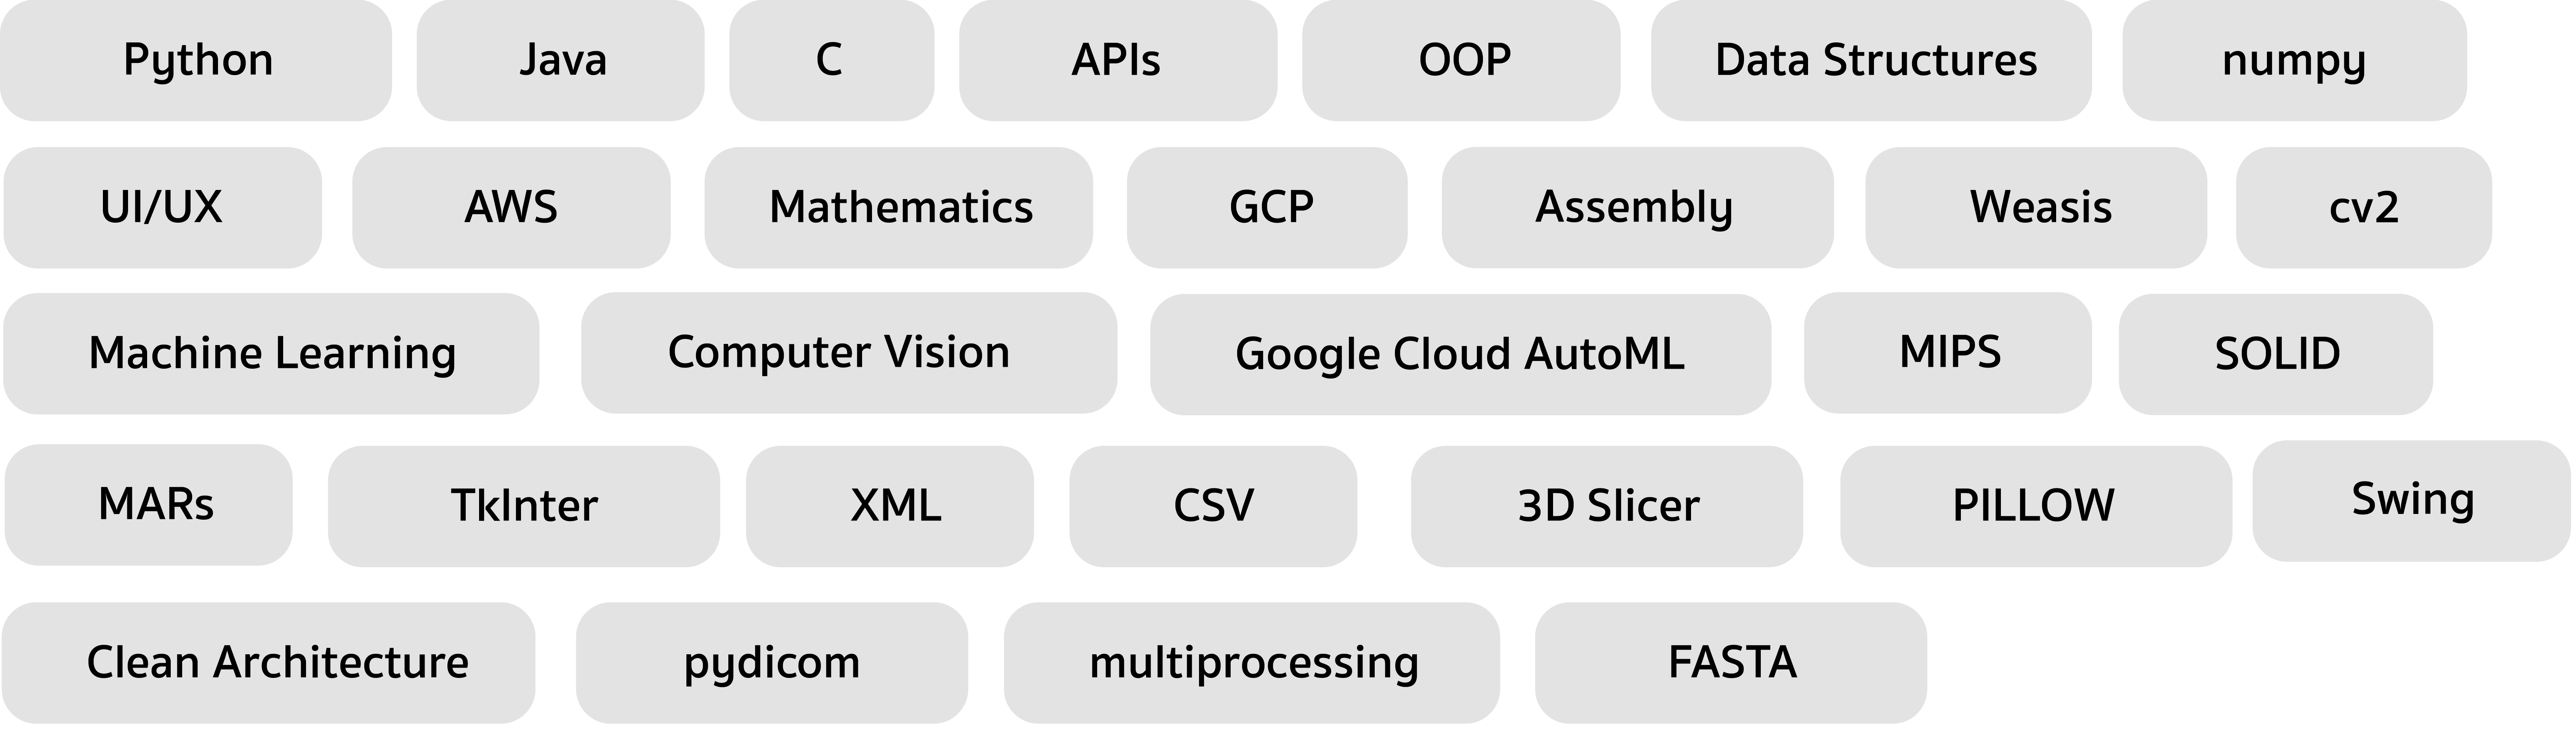 Python Java C APIs OOP Data Structures numpy
UI/UX AWS Mathematics GCP Assembly Weasis cv2
Machine Learning Computer Vision Google Cloud AutoML MIPS SOLID
MARs TkInter XML CSV 3D Slicer PILLOW Swing
Clean Architecture pydicom multiprocessing FASTA